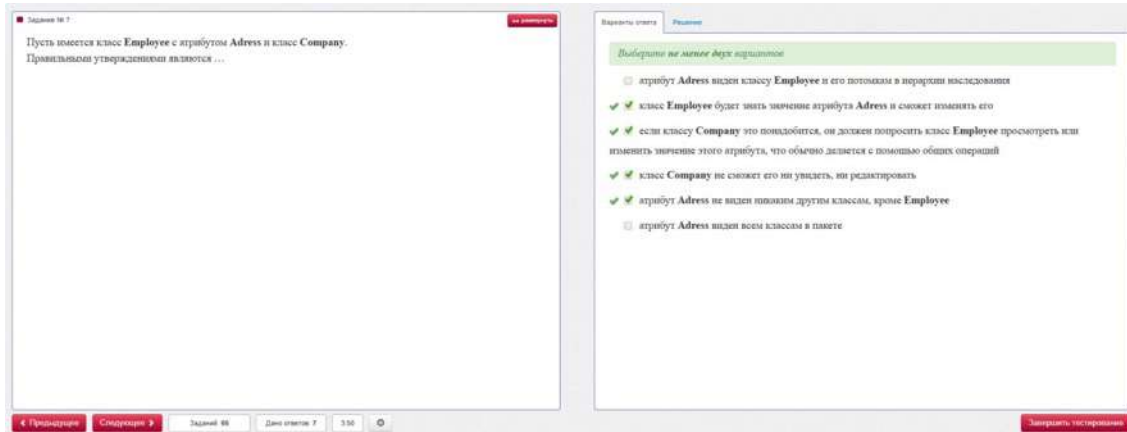 Задание № 7
развернуть
Пусть имеется класс Employee с атрибутом Adress и класс Company.
Правильными утверждениями являются …
Варианты ответа
Решение
Выберите не менее двух вариантов
атрибут Adress виден классу Employee и его потомкам в иерархии наследования
класс Employee будет знать значение атрибута Adress и сможет изменять его
если классу Company это понадобится, он должен попросить класс Employee просмотреть или
изменить значение этого атрибута, что обычно делается с помощью общих операций
класс Company не сможет его ни увидеть, ни редактировать
атрибут Adress не виден никаким другим классам, кроме Employee
атрибут Adress виден всем классам в пакете
Предыдущее
Следующее
Заданий
Дано ответов 7
3:50
Завершить тестирование